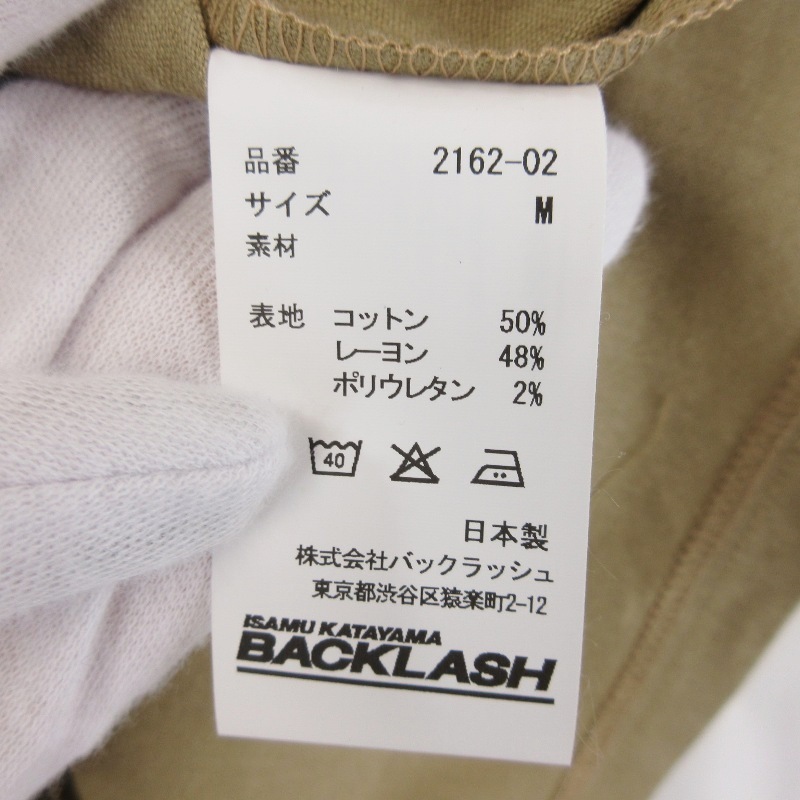 品番 2162-02
サイズ M
素材
表地 コットン 50%
レーヨン 48%
ポリウレタン 2%
40
日本製
株式会社バックラッシュ
東京都渋谷区猿楽町2-12
ISAMU KATAYAMA
BACKLASH